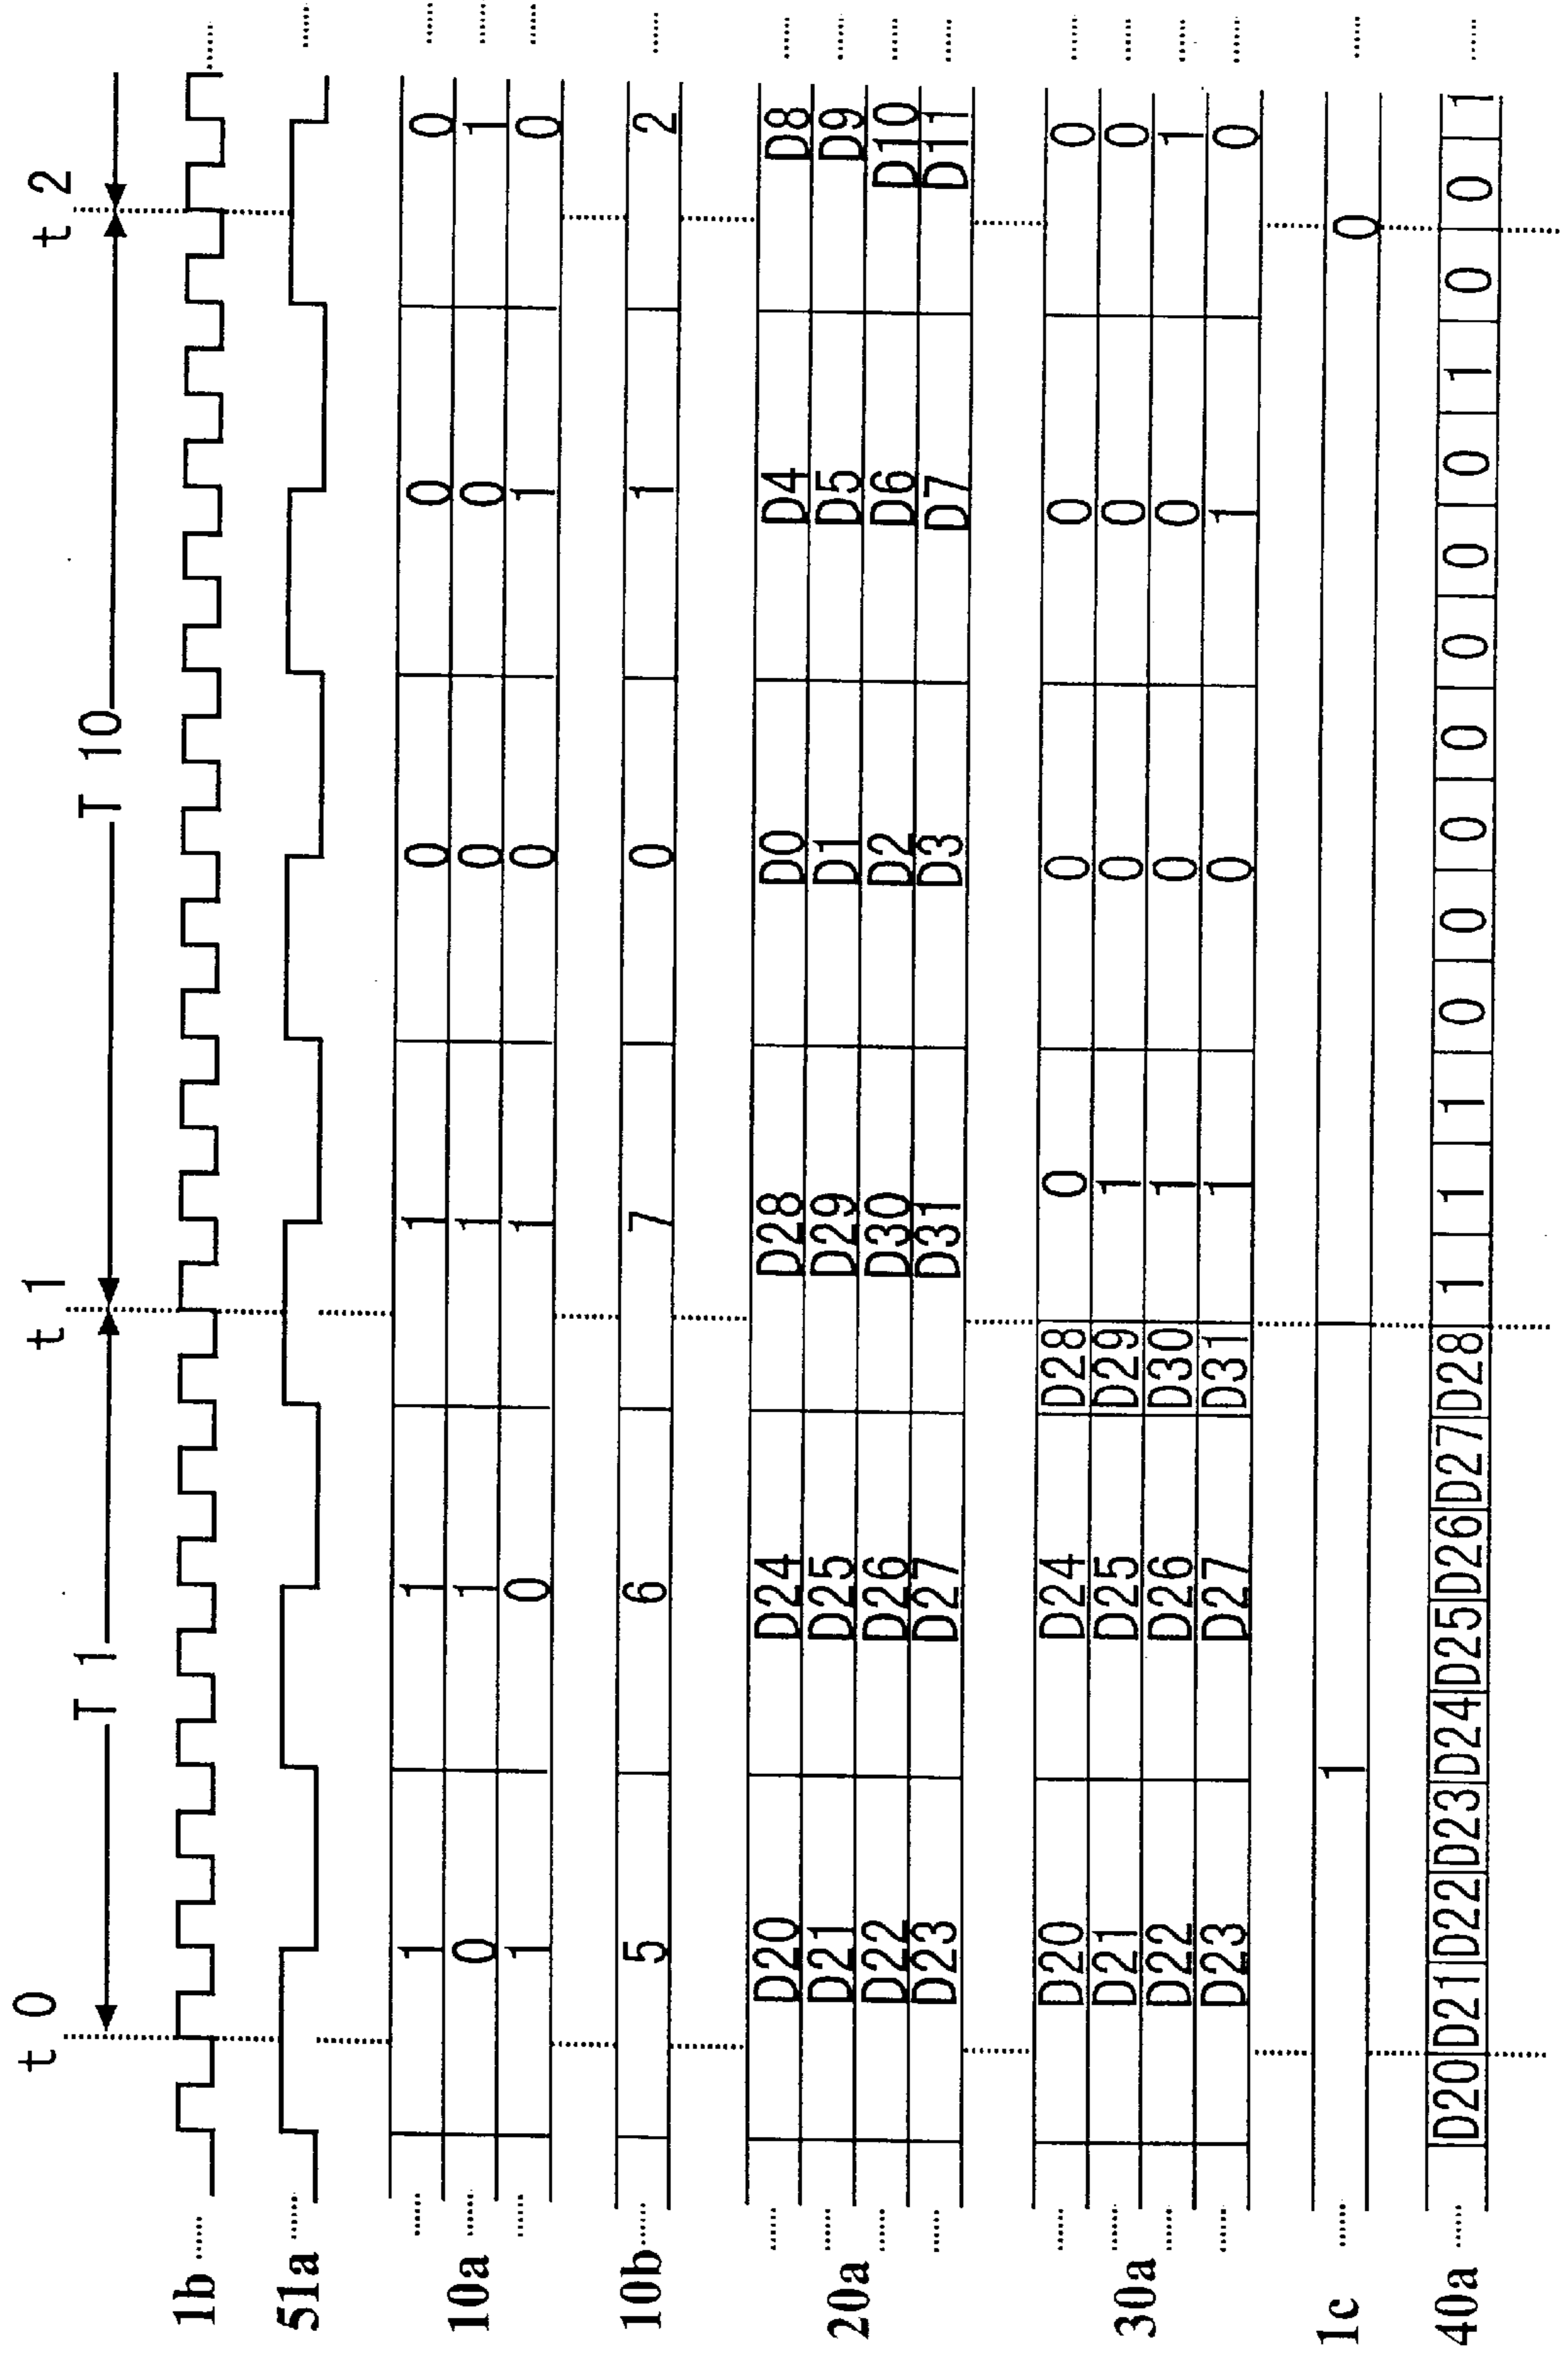 t 0 t 1 t 2
T 1 T 10
1b
51a
10a
1 1 1 0 0 0
0 1 1 0 0 1
1 0 1 0 1 0
10b 5 6 7 0 1 2
20a
D20 D24 D28 D0 D4 D8
D21 D25 D29 D1 D5 D9
D22 D26 D30 D2 D6 D10
D23 D27 D31 D3 D7 D11
30a
D20 D24 D28 0 0 0 0
D21 D25 D29 1 0 0 0
D22 D26 D30 1 0 0 1
D23 D27 D31 1 0 1 0
1c 1 0
40a D20 D21 D22 D23 D24 D25 D26 D27 D28 1 1 1 0 0 0 0 0 0 0 1 0 0 1